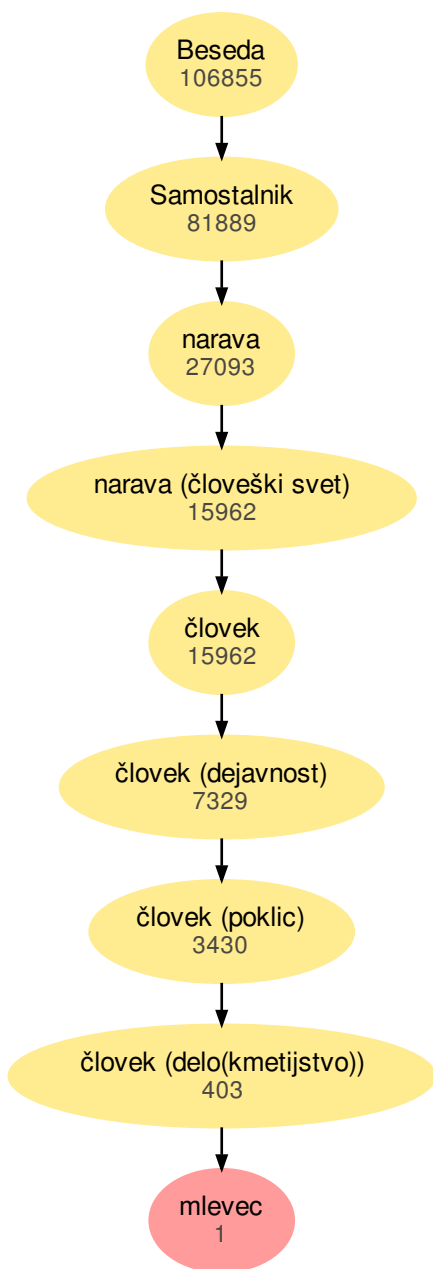 Beseda
106855
Samostalnik
81889
narava
27093
narava (človeški svet)
15962
človek
15962
človek (dejavnost)
7329
človek (poklic)
3430
človek (delo(kmetijstvo))
403
mlevec
1